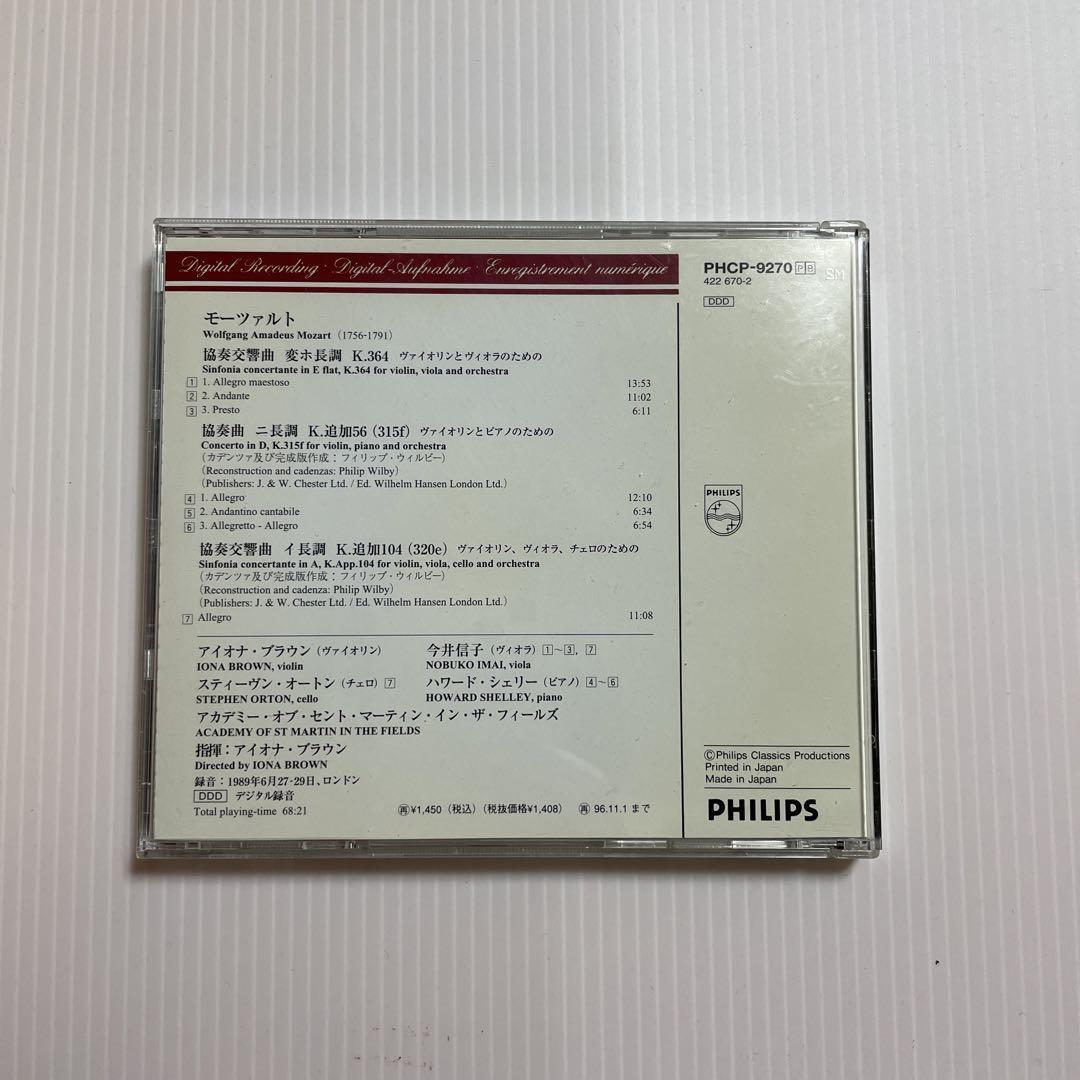 Digital Recording · Digital-Aufnahme · Enregistrement numérique
モーツァルト
Wolfgang Amadeus Mozart (1756-1791)
協奏交響曲 変ホ長調 K.364 ヴァイオリンとヴィオラのための
Sinfonia concertante in E flat, K.364 for violin, viola and orchestra
1 1. Allegro maestoso 13:53
2 2. Andante 11:02
3 3. Presto 6:11
協奏曲 ニ長調 K.追加56 (315f) ヴァイオリンとピアノのための
Concerto in D, K.315f for violin, piano and orchestra
(カデンツァ及び完成版作成:フィリップ・ウィルビー)
(Reconstruction and cadenzas: Philip Wilby)
(Publishers: J. & W. Chester Ltd. / Ed. Wilhelm Hansen London Ltd.)
4 1. Allegro 12:10
5 2. Andantino cantabile 6:34
6 3. Allegretto - Allegro 6:54
協奏交響曲 イ長調 K.追加104 (320e) ヴァイオリン、ヴィオラ、チェロのための
Sinfonia concertante in A, K.App.104 for violin, viola, cello and orchestra
(カデンツァ及び完成版作成:フィリップ・ウィルビー)
(Reconstruction and cadenzas: Philip Wilby)
(Publishers: J. & W. Chester Ltd. / Ed. Wilhelm Hansen London Ltd.)
7 Allegro 11:08
アイオナ・ブラウン(ヴァイオリン) 今井信子(ヴィオラ) 1~3, 7
IONA BROWN, violin NOBUKO IMAI, viola
スティーヴン・オートン(チェロ) 7 ハワード・シェリー(ピアノ) 4~6
STEPHEN ORTON, cello HOWARD SHELLEY, piano
アカデミー・オブ・セント・マーティン・イン・ザ・フィールズ
ACADEMY OF ST MARTIN IN THE FIELDS
指揮:アイオナ・ブラウン
Directed by IONA BROWN
録音:1989年6月27-29日、ロンドン
DDD デジタル録音
Total playing-time 68:21
再¥1,450(税込)(税抜価格¥1,408) 再96.11.1まで
PHCP-9270 PB SM
422 670-2
DDD
PHILIPS
©Philips Classics Productions
Printed in Japan
Made in Japan
PHILIPS